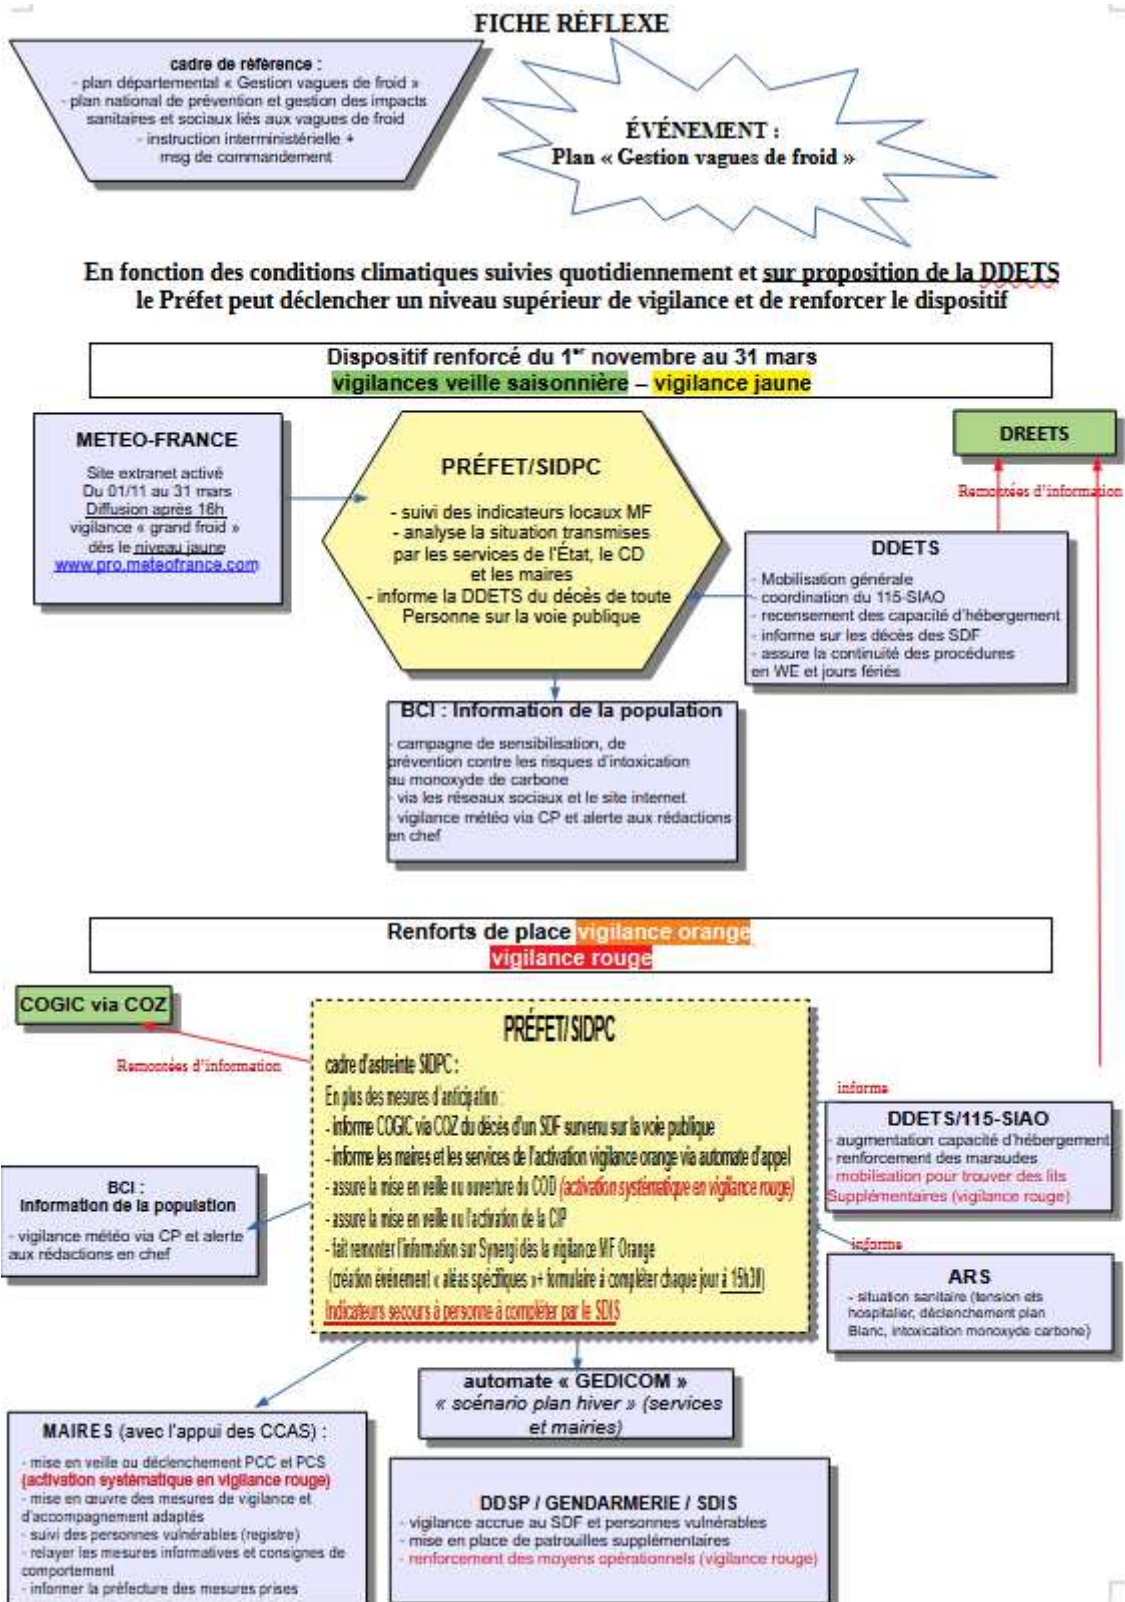 FICHE RÉFLEXE
cadre de référence :
- plan départemental « Gestion vagues de froid »
- plan national de prévention et gestion des impacts
sanitaires et sociaux liés aux vagues de froid
- instruction interministérielle +
msg de commandement
ÉVÉNEMENT :
Plan « Gestion vagues de froid »
En fonction des conditions climatiques suivies quotidiennement et sur proposition de la DDETS
le Préfet peut déclencher un niveau supérieur de vigilance et de renforcer le dispositif
Dispositif renforcé du 1er novembre au 31 mars
vigilances veille saisonnière – vigilance jaune
METEO-FRANCE
Site extranet activé
Du 01/11 au 31 mars
Diffusion après 16h
vigilance « grand froid »
dès le niveau jaune
www.pro.meteofrance.com
PRÉFET/SIDPC
- suivi des indicateurs locaux MF
- analyse la situation transmises
par les services de l'État, le CD
et les maires
- informe la DDETS du décès de toute
Personne sur la voie publique
DREETS
Remontées d'information
DDETS
- Mobilisation générale
- coordination du 115-SIAO
- recensement des capacité d'hébergement
- informe sur les décès des SDF
- assure la continuité des procédures
en WE et jours fériés
BCI : Information de la population
- campagne de sensibilisation, de
prévention contre les risques d'intoxication
au monoxyde de carbone
- via les réseaux sociaux et le site internet
- vigilance météo via CP et alerte aux rédactions
en chef
Renforts de place vigilance orange
vigilance rouge
COGIC via COZ
Remontées d'information
PRÉFET/SIDPC
cadre d'astreinte SIDPC :
En plus des mesures d'anticipation :
- informe COGIC via COZ du décès d'un SDF survenu sur la voie publique
- informe les maires et les services de l'activation vigilance orange via automate d'appel
- assure la mise en veille ou ouverture du COD (activation systématique en vigilance rouge)
- assure la mise en veille ou l'activation de la CIP
- fait remonter l'information sur Synergi dès la vigilance MF Orange
(création événement « aléas spécifiques »+ formulaire à compléter chaque jour à 15h30)
Indicateurs secours à personne à compléter par le SDIS
informe
DDETS/115-SIAO
- augmentation capacité d'hébergement
- renforcement des maraudes
- mobilisation pour trouver des lits
Supplémentaires (vigilance rouge)
BCI :
Information de la population
- vigilance météo via CP et alerte
aux rédactions en chef
informe
ARS
- situation sanitaire (tension ets
hospitalier, déclenchement plan
Blanc, intoxication monoxyde carbone)
automate « GEDICOM »
« scénario plan hiver » (services
et mairies)
MAIRES (avec l'appui des CCAS) :
- mise en veille ou déclenchement PCC et PCS
(activation systématique en vigilance rouge)
- mise en œuvre des mesures de vigilance et
d'accompagnement adaptés
- suivi des personnes vulnérables (registre)
- relayer les mesures informatives et consignes de
comportement
- informer la préfecture des mesures prises
DDSP / GENDARMERIE / SDIS
- vigilance accrue au SDF et personnes vulnérables
- mise en place de patrouilles supplémentaires
- renforcement des moyens opérationnels (vigilance rouge)